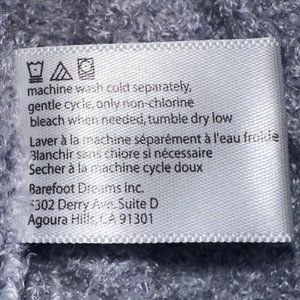 machine wash cold separately,
gentle cycle, only non-chlorine
bleach when needed, tumble dry low
Laver à la machine séparément à l'eau froide
Blanchir sans chlore si nécessaire
Secher à la machine cycle doux
Barefoot Dreams inc.
5302 Derry Ave. Suite D
Agoura Hills, CA 91301